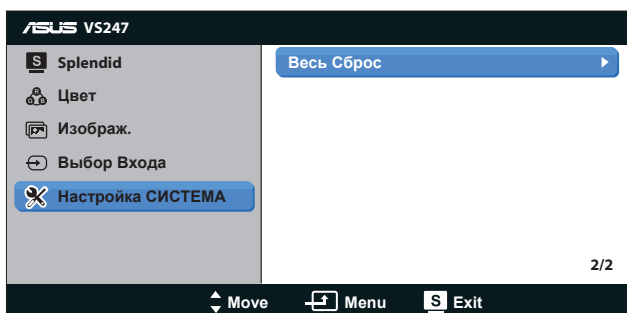 ASUS VS247
S Splendid
Цвет
Изображ.
Выбор Входа
Настройка СИСТЕМА
Весь Сброс
2/2
Move Menu S Exit